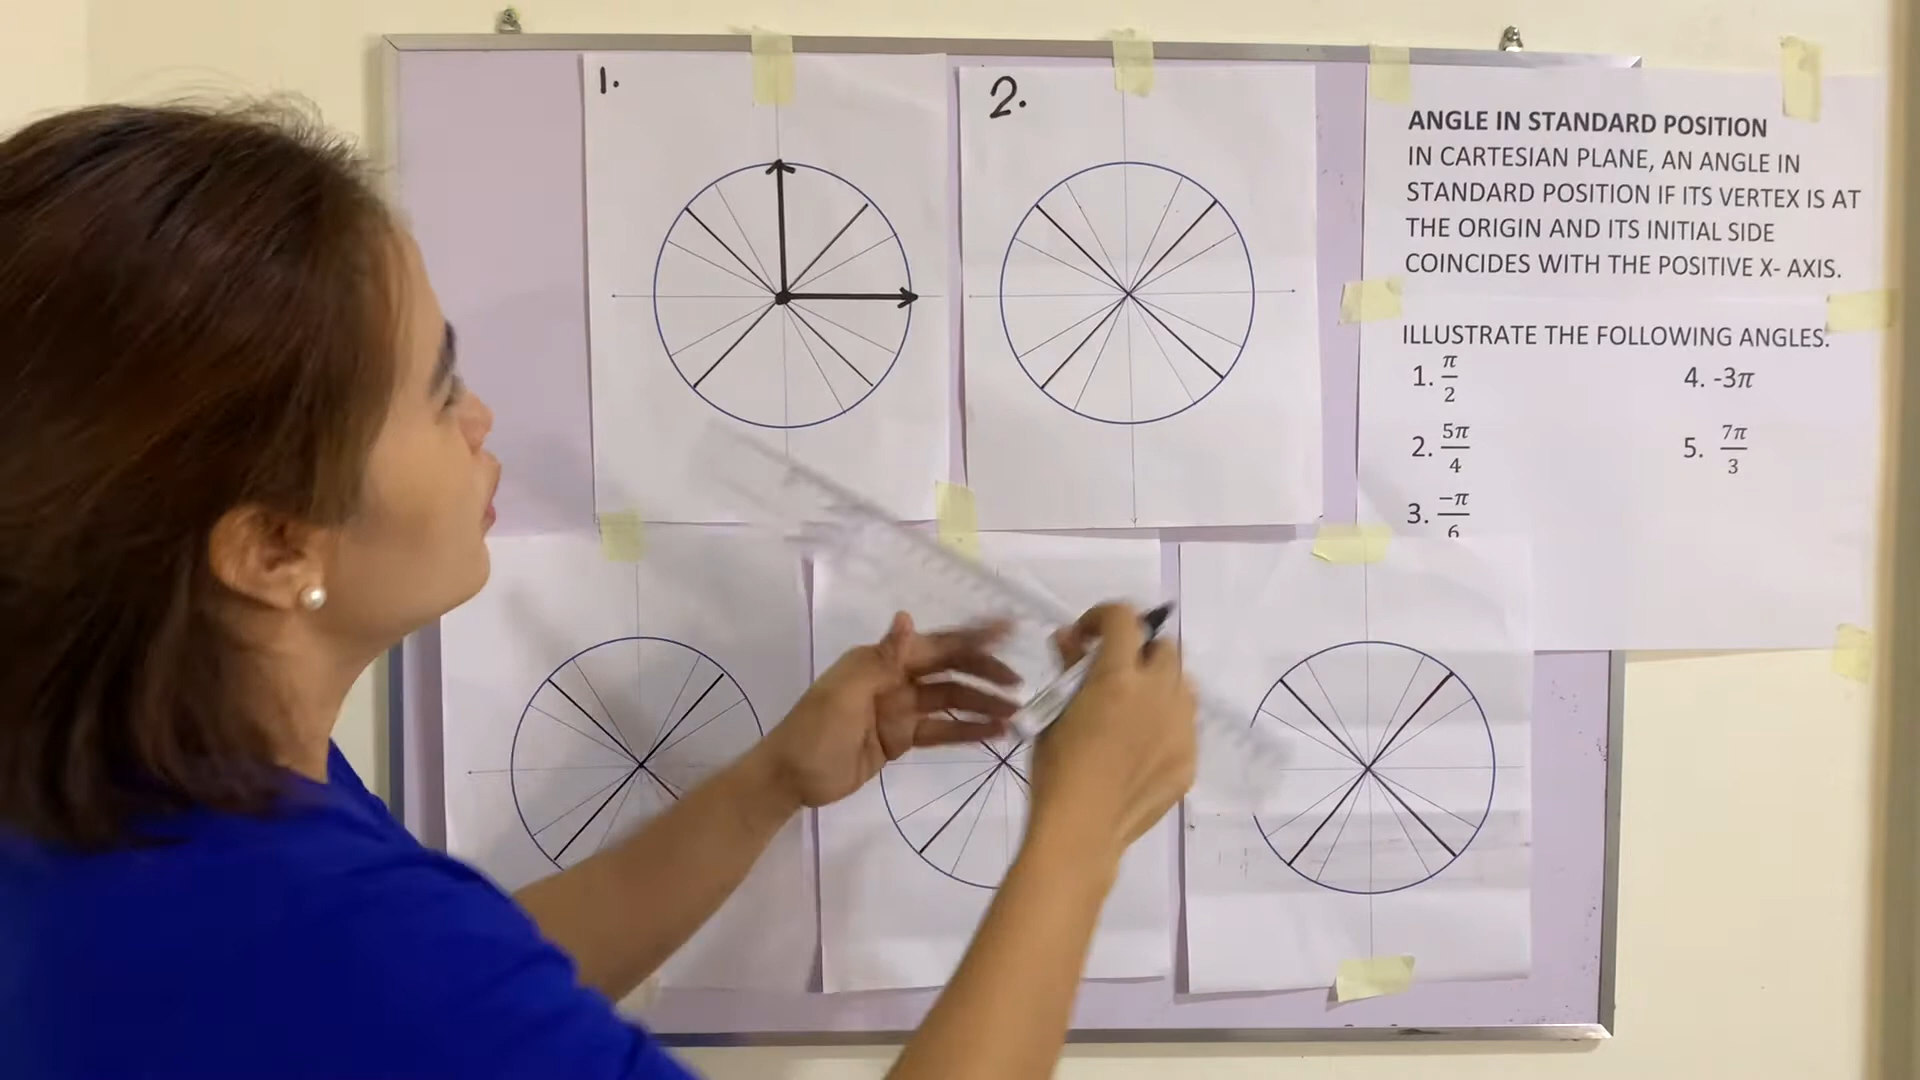 1.
2.
ANGLE IN STANDARD POSITION
IN CARTESIAN PLANE, AN ANGLE IN
STANDARD POSITION IF ITS VERTEX IS AT
THE ORIGIN AND ITS INITIAL SIDE
COINCIDES WITH THE POSITIVE X- AXIS.
ILLUSTRATE THE FOLLOWING ANGLES.
1. π/2
4. -3π
2. 5π/4
5. 7π/3
3. −π/6